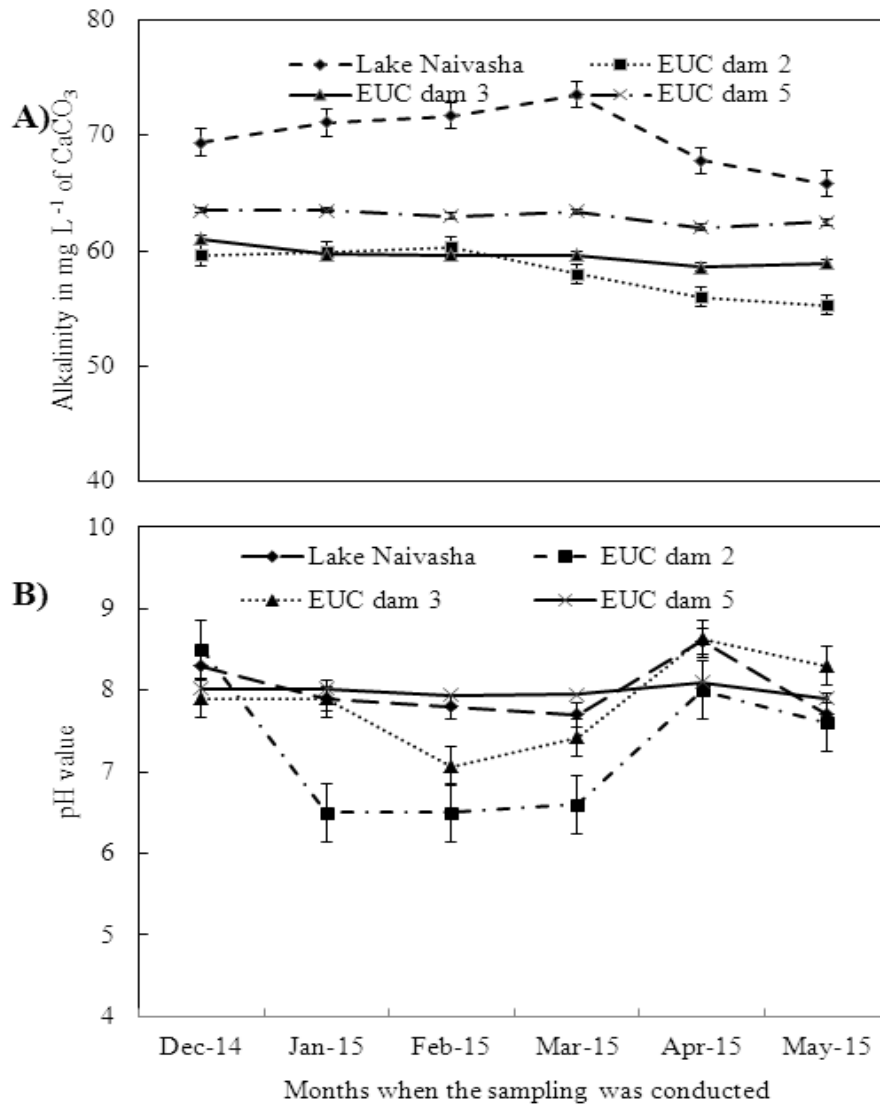 80
Lake Naivasha
EUC dam 2
EUC dam 3
EUC dam 5
A)
70
60
50
40
Alkalinity in mg L⁻¹ of CaCO₃
10
Lake Naivasha
EUC dam 2
B)
EUC dam 3
EUC dam 5
9
8
7
6
5
4
pH value
Dec-14 Jan-15 Feb-15 Mar-15 Apr-15 May-15
Months when the sampling was conducted